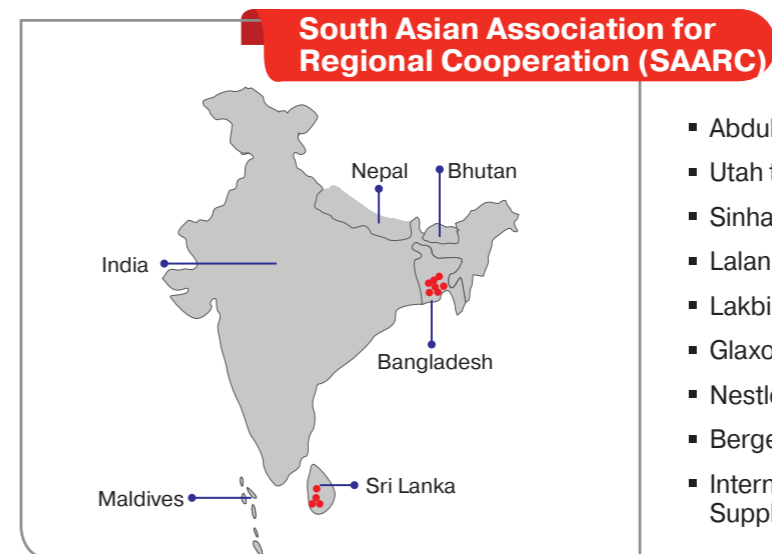 South Asian Association for
Regional Cooperation (SAARC)
Nepal
Bhutan
India
Bangladesh
Sri Lanka
Maldives
▪ Abdul
▪ Utah
▪ Sinha
▪ Lalan
▪ Lakbi
▪ Glaxo
▪ Nestle
▪ Berge
▪ Intern
Suppl